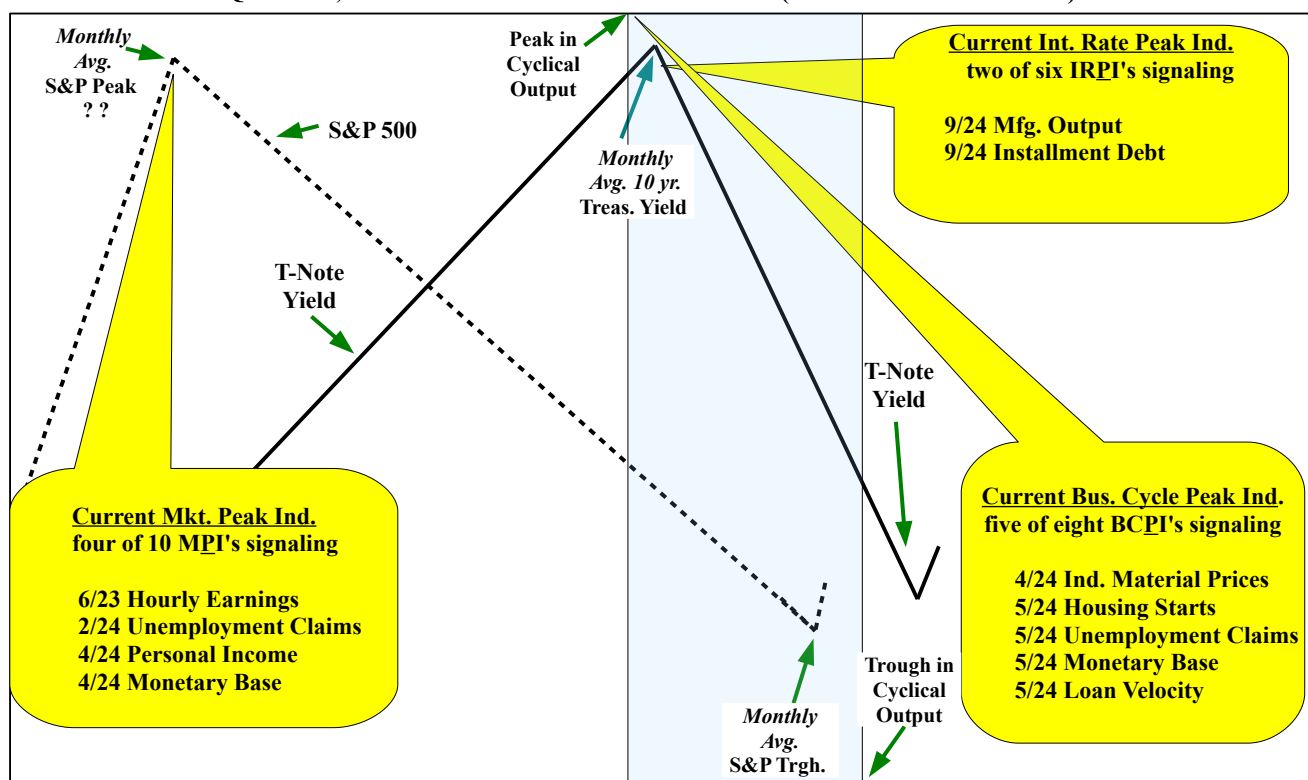 Monthly
Avg.
S&P Peak
? ?
S&P 500
Peak in
Cyclical
Output
Current Int. Rate Peak Ind.
two of six IRPI's signaling
9/24 Mfg. Output
9/24 Installment Debt
Monthly
Avg. 10 yr.
Treas. Yield
T-Note
Yield
T-Note
Yield
Current Mkt. Peak Ind.
four of 10 MPI's signaling
6/23 Hourly Earnings
2/24 Unemployment Claims
4/24 Personal Income
4/24 Monetary Base
Current Bus. Cycle Peak Ind.
five of eight BCPI's signaling
4/24 Ind. Material Prices
5/24 Housing Starts
5/24 Unemployment Claims
5/24 Monetary Base
5/24 Loan Velocity
Monthly
Avg.
S&P Trgh.
Trough in
Cyclical
Output